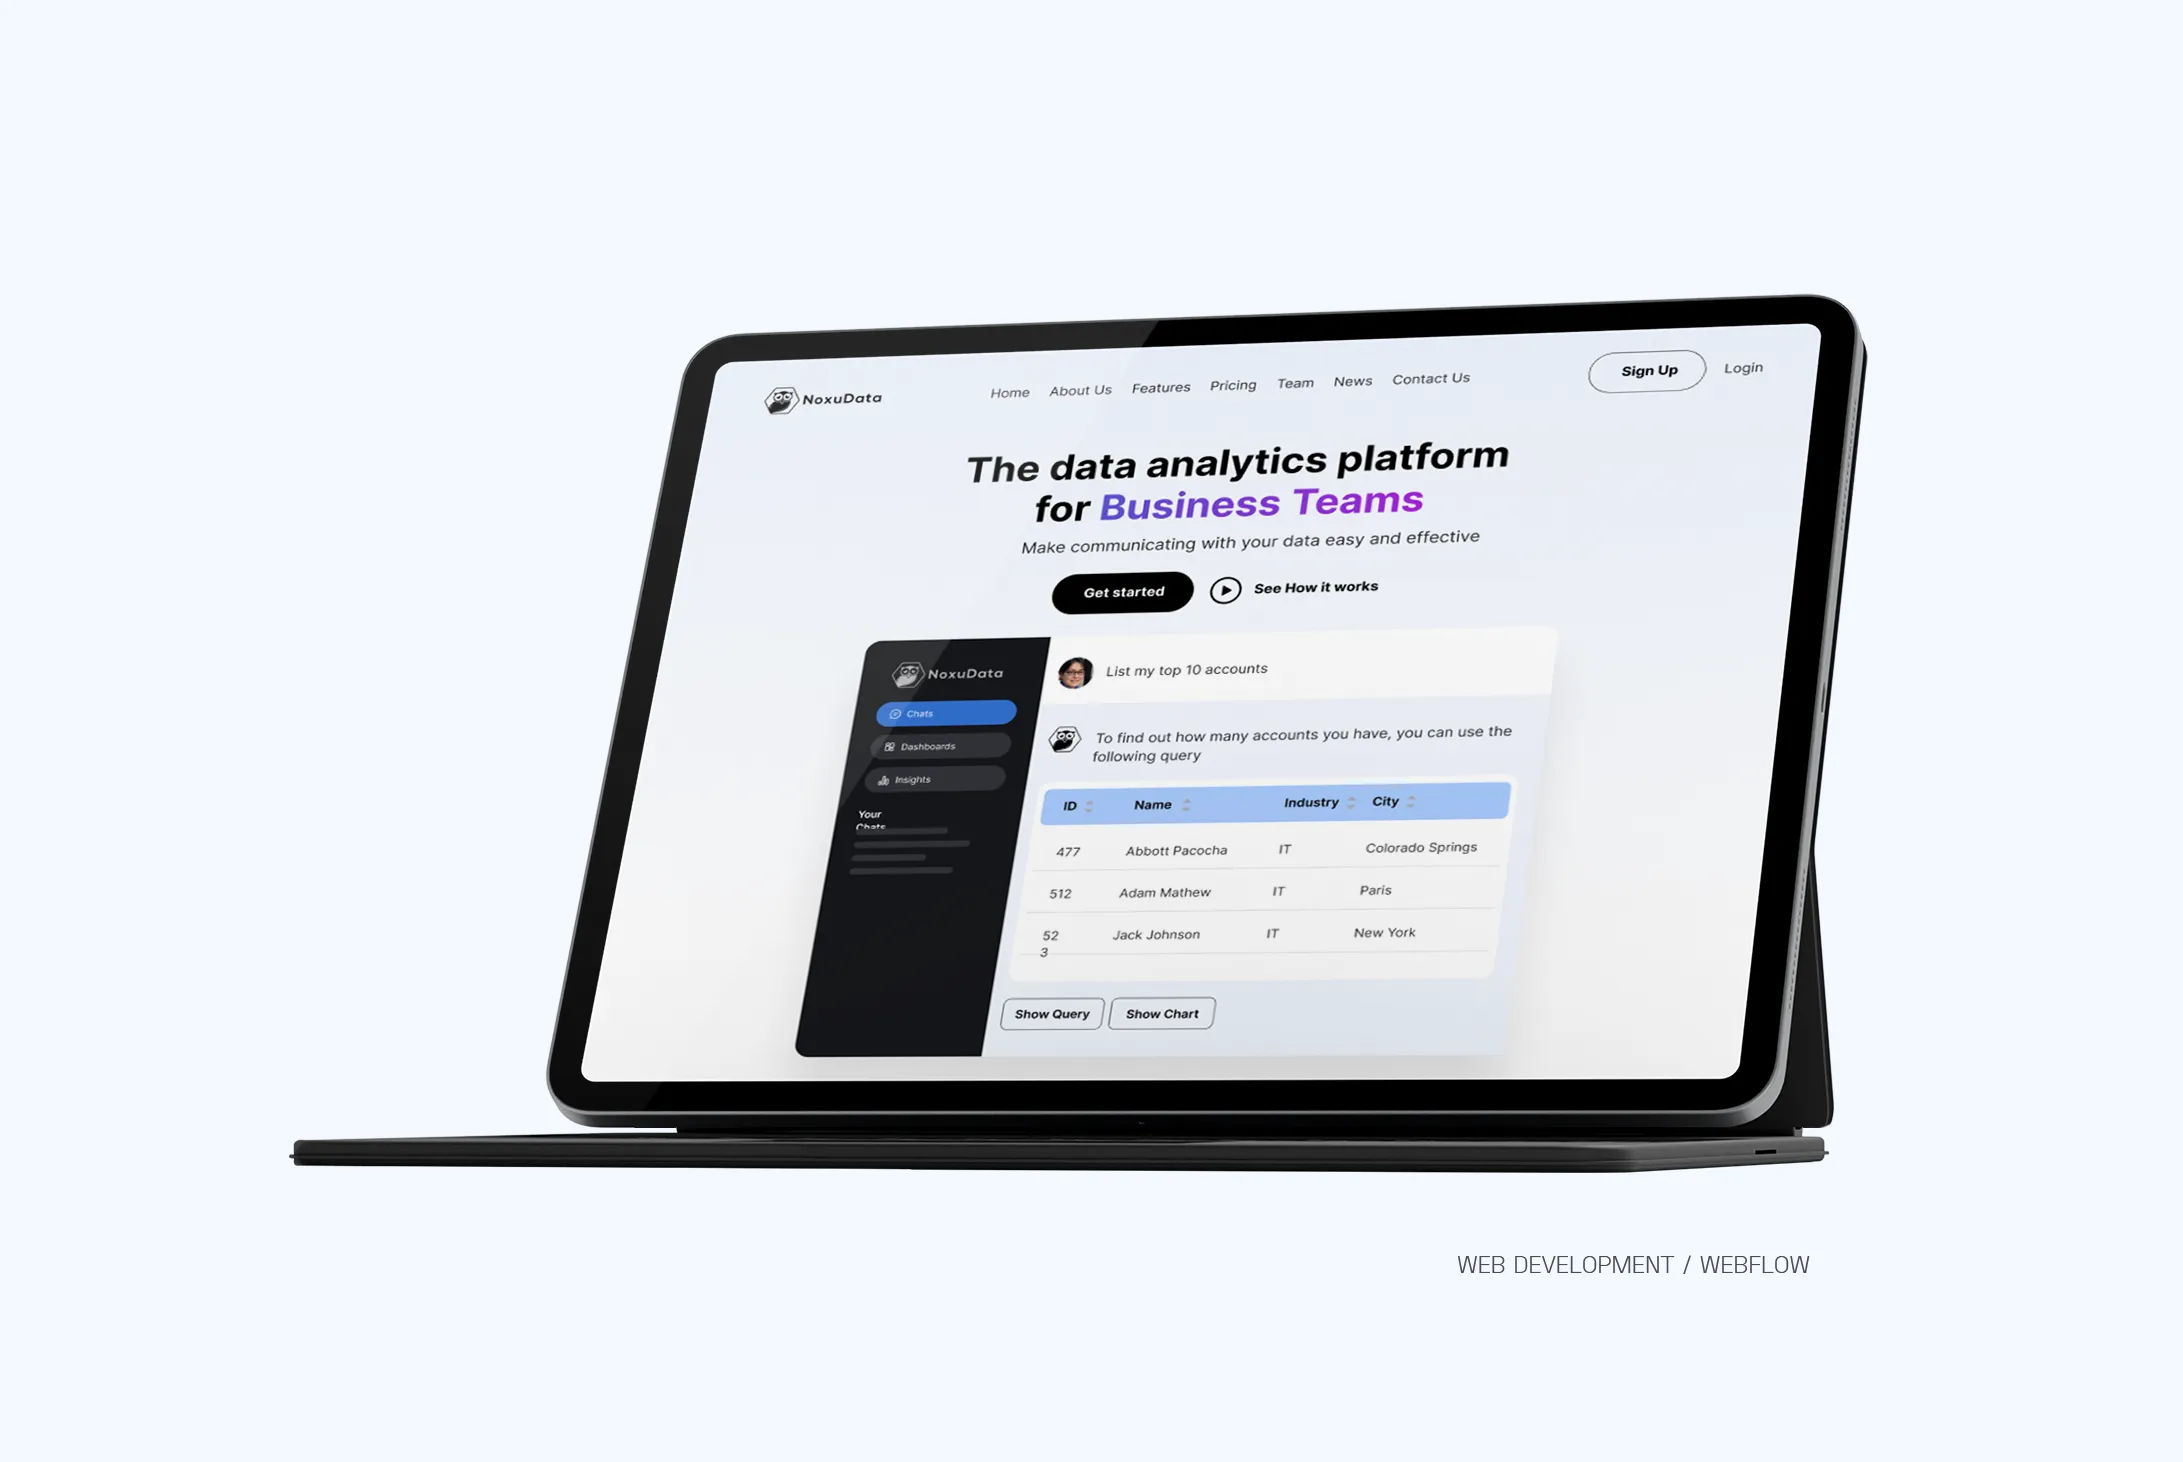 NoxuData
Home About Us Features Pricing Team News Contact Us
Sign Up Login
The data analytics platform
for Business Teams
Make communicating with your data easy and effective
Get started See How it works
NoxuData
Chats
Dashboards
Insights
Your
Chats
List my top 10 accounts
To find out how many accounts you have, you can use the
following query
ID Name Industry City
477 Abbott Pacocha IT Colorado Springs
512 Adam Mathew IT Paris
52 Jack Johnson IT New York
3
Show Query Show Chart
WEB DEVELOPMENT / WEBFLOW